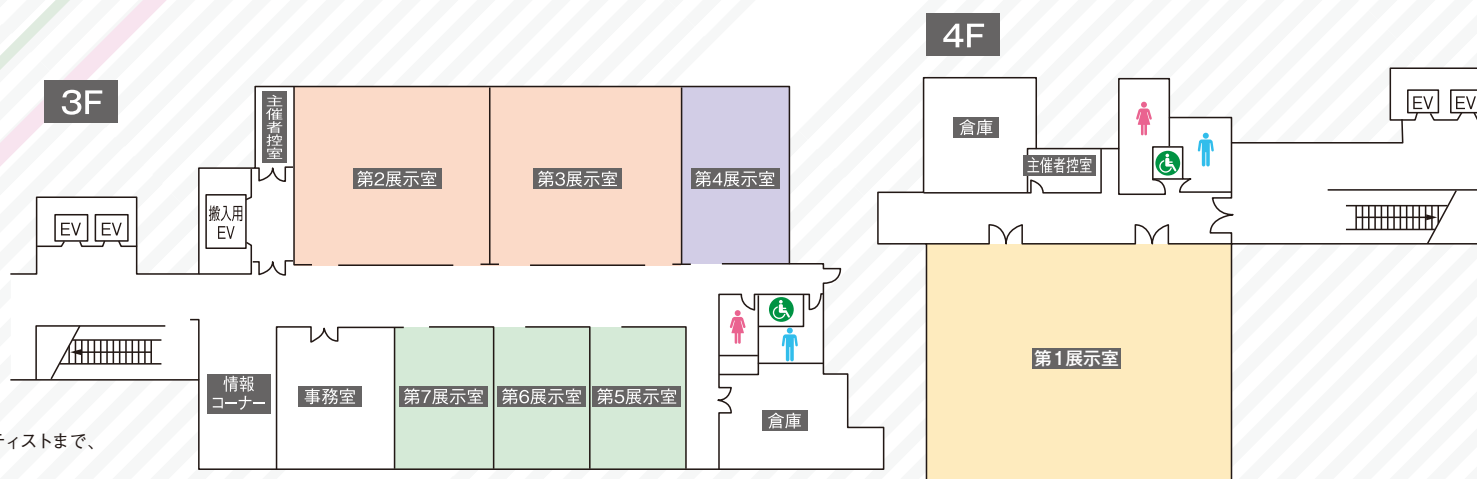 3F
主催者控室
第2展示室
第3展示室
第4展示室
搬入用
EV
EV
EV
情報
コーナー
事務室
第7展示室
第6展示室
第5展示室
倉庫
ティストまで、
4F
倉庫
主催者控室
EV
EV
第1展示室